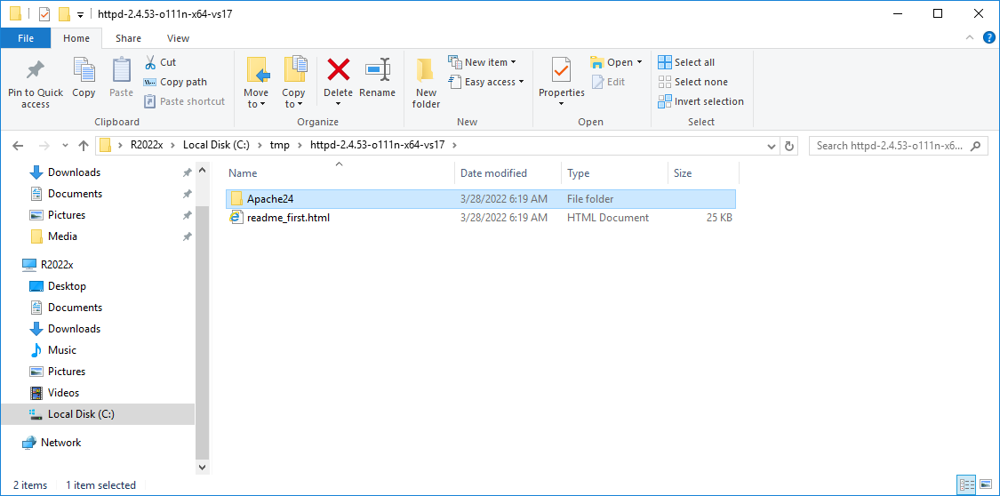 httpd-2.4.53-o111n-x64-vs17
File Home Share View
Pin to Quick access
Copy
Paste
Cut
Copy path
Paste shortcut
Clipboard
Move to
Copy to
Delete
Rename
Organize
New folder
New item
Easy access
New
Properties
Open
Edit
Open
Select all
Select none
Invert selection
Select
R2022x > Local Disk (C:) > tmp > httpd-2.4.53-o111n-x64-vs17 >
Search httpd-2.4.53-o111n-x6...
Downloads
Documents
Pictures
Media
R2022x
Desktop
Documents
Downloads
Music
Pictures
Videos
Local Disk (C:)
Network
Name Date modified Type Size
Apache24 3/28/2022 6:19 AM File folder
readme_first.html 3/28/2022 6:19 AM HTML Document 25 KB
2 items 1 item selected